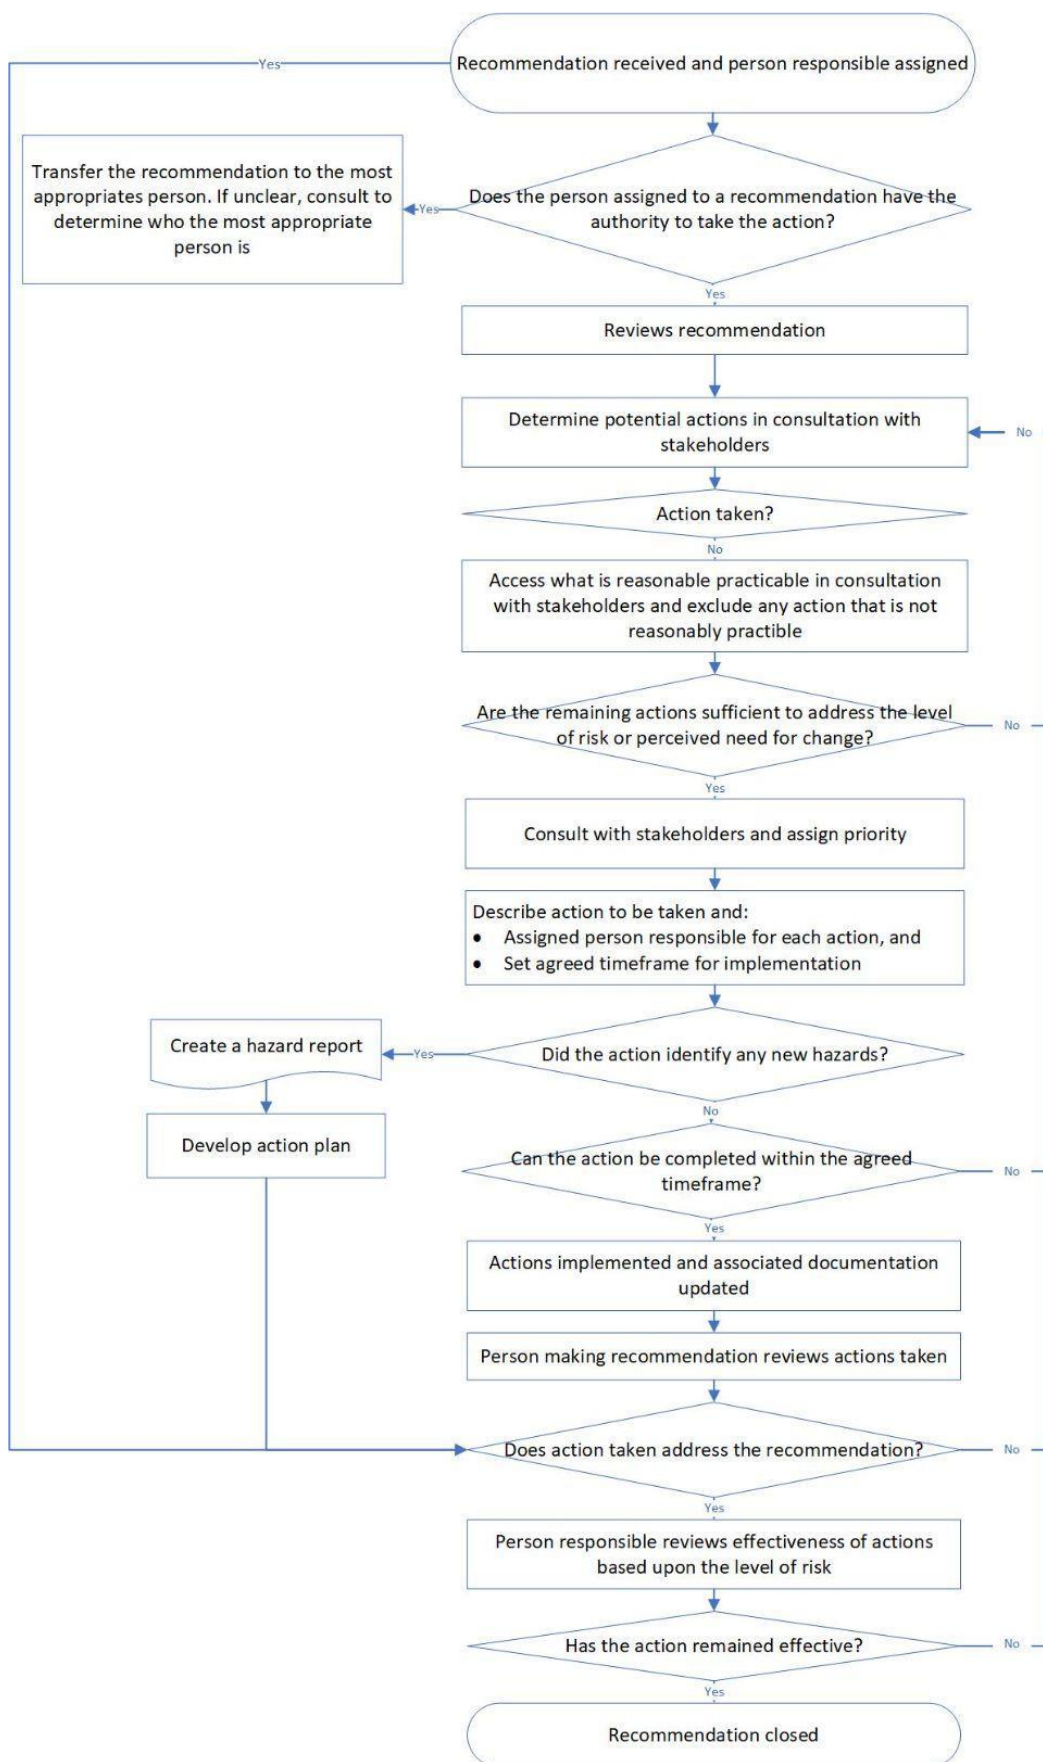 Recommendation received and person responsible assigned
Yes
Does the person assigned to a recommendation have the
authority to take the action?
Yes
Transfer the recommendation to the most
appropriates person. If unclear, consult to
determine who the most appropriate
person is
Yes
Reviews recommendation
Determine potential actions in consultation with
stakeholders
No
Action taken?
No
Access what is reasonable practicable in consultation
with stakeholders and exclude any action that is not
reasonably practible
Are the remaining actions sufficient to address the level
of risk or perceived need for change?
No
Yes
Consult with stakeholders and assign priority
Describe action to be taken and:
• Assigned person responsible for each action, and
• Set agreed timeframe for implementation
Did the action identify any new hazards?
Yes
Create a hazard report
Develop action plan
No
Can the action be completed within the agreed
timeframe?
No
Yes
Actions implemented and associated documentation
updated
Person making recommendation reviews actions taken
Does action taken address the recommendation?
No
Yes
Person responsible reviews effectiveness of actions
based upon the level of risk
Has the action remained effective?
No
Yes
Recommendation closed